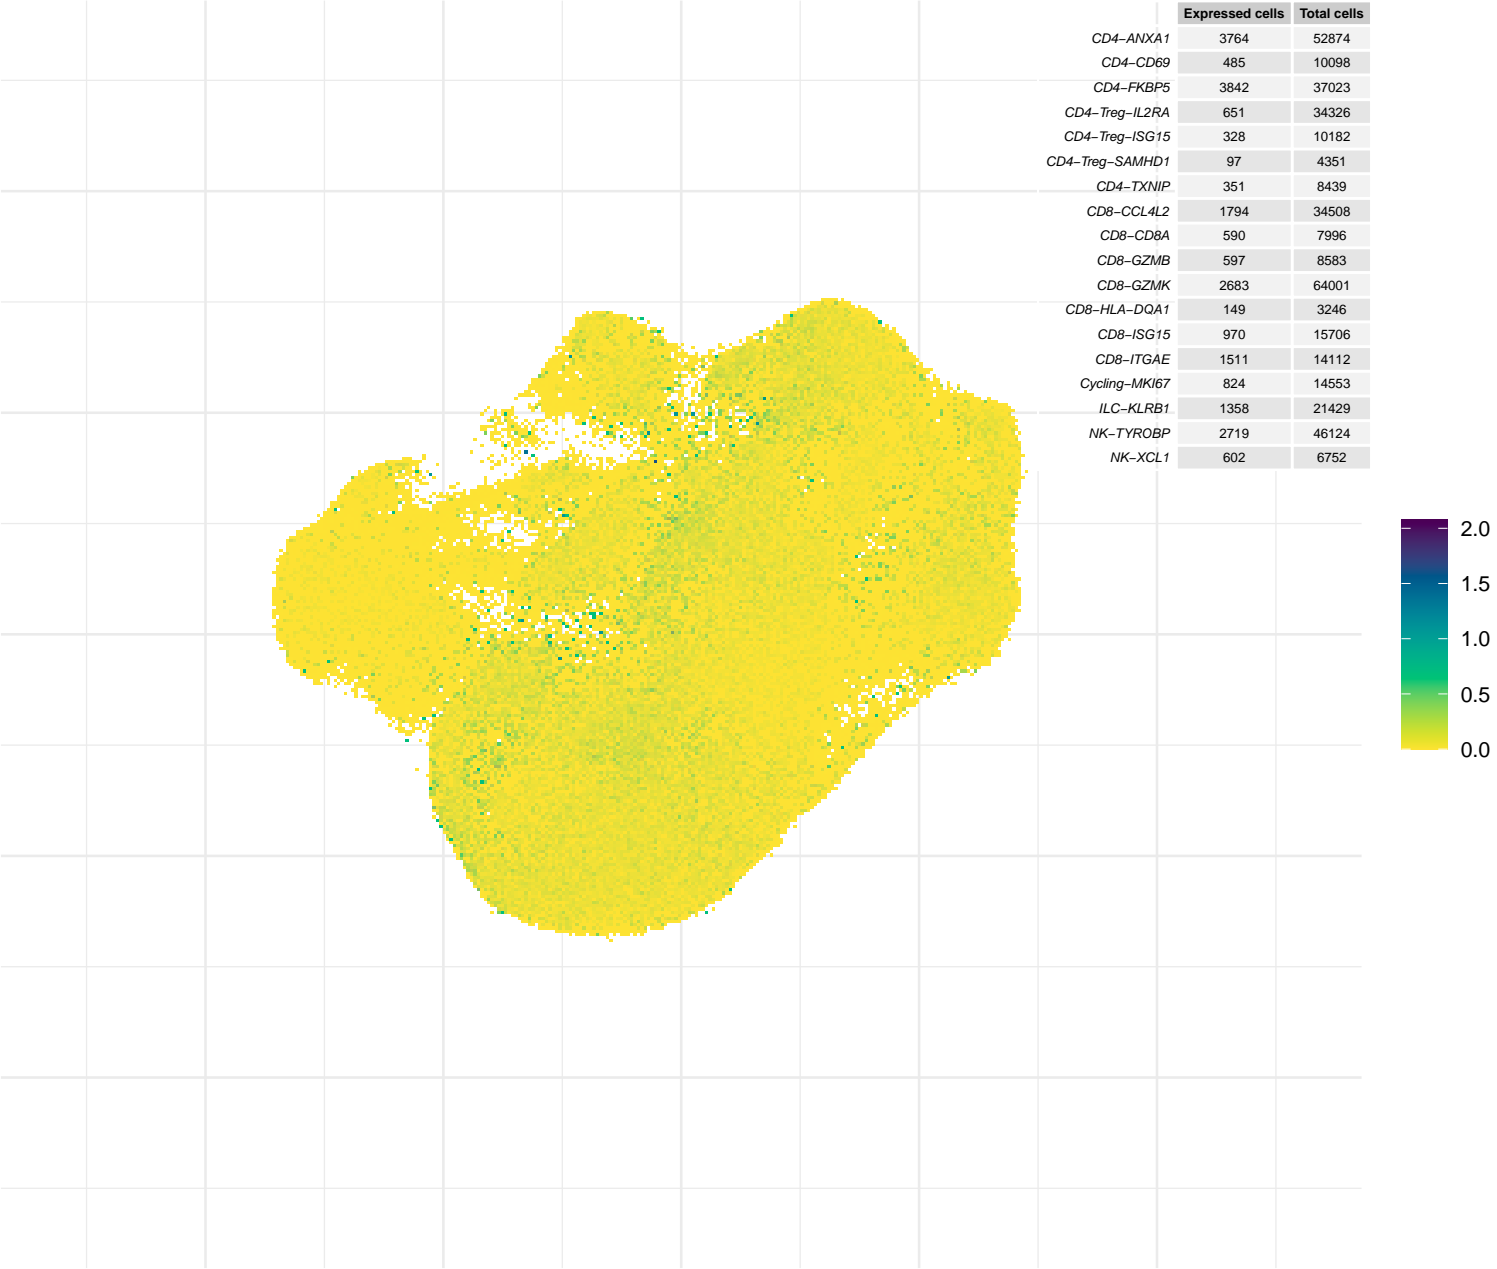 Expressed cells Total cells
CD4−ANXA1 3764 52874
CD4−CD69 485 10098
CD4−FKBP5 3842 37023
CD4−Treg−IL2RA 651 34326
CD4−Treg−ISG15 328 10182
CD4−Treg−SAMHD1 97 4351
CD4−TXNIP 351 8439
CD8−CCL4L2 1794 34508
CD8−CD8A 590 7996
CD8−GZMB 597 8583
CD8−GZMK 2683 64001
CD8−HLA−DQA1 149 3246
CD8−ISG15 970 15706
CD8−ITGAE 1511 14112
Cycling−MKI67 824 14553
ILC−KLRB1 1358 21429
NK−TYROBP 2719 46124
NK−XCL1 602 6752
2.0
1.5
1.0
0.5
0.0